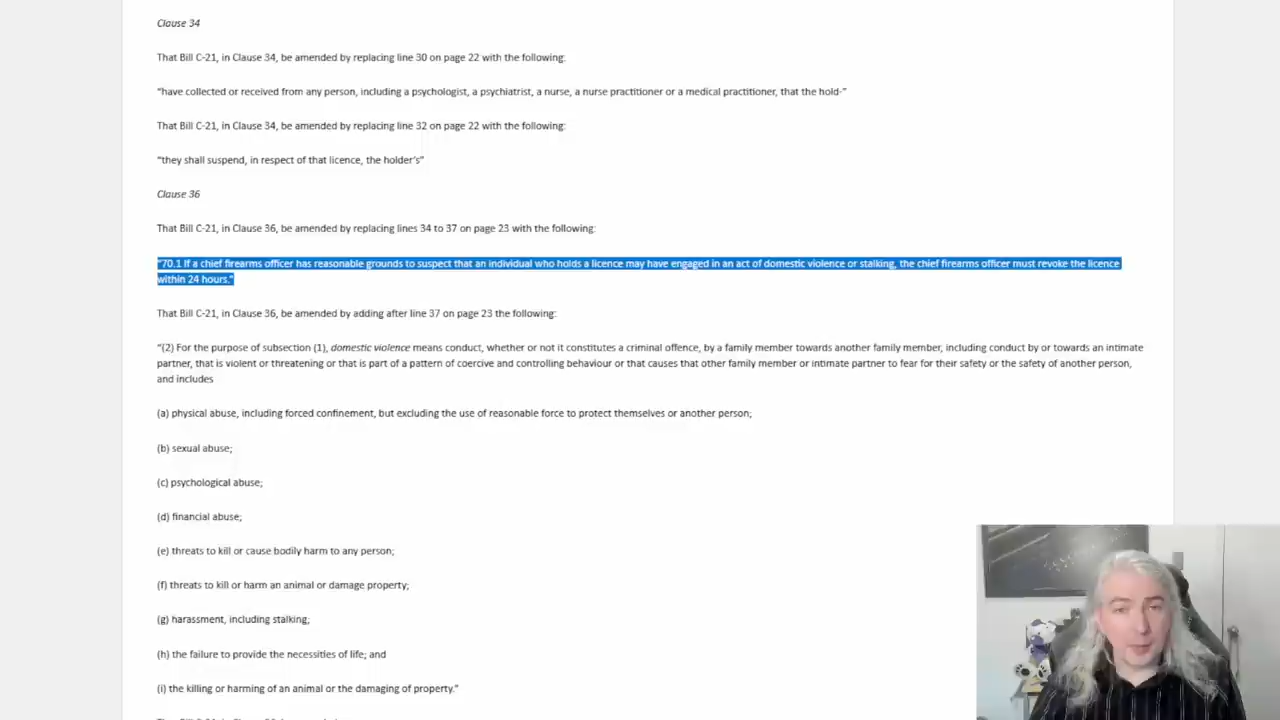 Clause 34
That Bill C-21, in Clause 34, be amended by replacing line 30 on page 22 with the following:
“have collected or received from any person, including a psychologist, a psychiatrist, a nurse, a nurse practitioner or a medical practitioner, that the hold-”
That Bill C-21, in Clause 34, be amended by replacing line 32 on page 22 with the following:
“they shall suspend, in respect of that licence, the holder’s”
Clause 36
That Bill C-21, in Clause 36, be amended by replacing lines 34 to 37 on page 23 with the following:
“70.1 If a chief firearms officer has reasonable grounds to suspect that an individual who holds a licence may have engaged in an act of domestic violence or stalking, the chief firearms officer must revoke the licence
within 24 hours.”
That Bill C-21, in Clause 36, be amended by adding after line 37 on page 23 the following:
“(2) For the purpose of subsection (1), domestic violence means conduct, whether or not it constitutes a criminal offence, by a family member towards another family member, including conduct by or towards an intimate
partner, that is violent or threatening or that is part of a pattern of coercive and controlling behaviour or that causes that other family member or intimate partner to fear for their safety or the safety of another person,
and includes
(a) physical abuse, including forced confinement, but excluding the use of reasonable force to protect themselves or another person;
(b) sexual abuse;
(c) psychological abuse;
(d) financial abuse;
(e) threats to kill or cause bodily harm to any person;
(f) threats to kill or harm an animal or damage property;
(g) harassment, including stalking;
(h) the failure to provide the necessities of life; and
(i) the killing or harming of an animal or the damaging of property.”